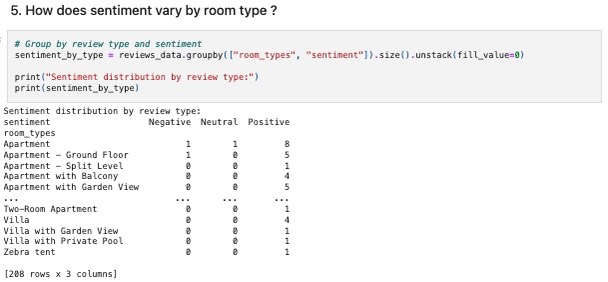 5. How does sentiment vary by room type ?
# Group by review type and sentiment
sentiment_by_type = reviews_data.groupby(["room_types", "sentiment"]).size().unstack(fill_value=0)
print("Sentiment distribution by review type:")
print(sentiment_by_type)
Sentiment distribution by review type:
sentiment Negative Neutral Positive
room_types
Apartment 1 1 8
Apartment - Ground Floor 1 0 5
Apartment - Split Level 0 0 1
Apartment with Balcony 0 0 4
Apartment with Garden View 0 0 5
... ... ... ...
Two-Room Apartment 0 0 1
Villa 0 0 4
Villa with Garden View 0 0 1
Villa with Private Pool 0 0 1
Zebra tent 0 0 1
[208 rows x 3 columns]